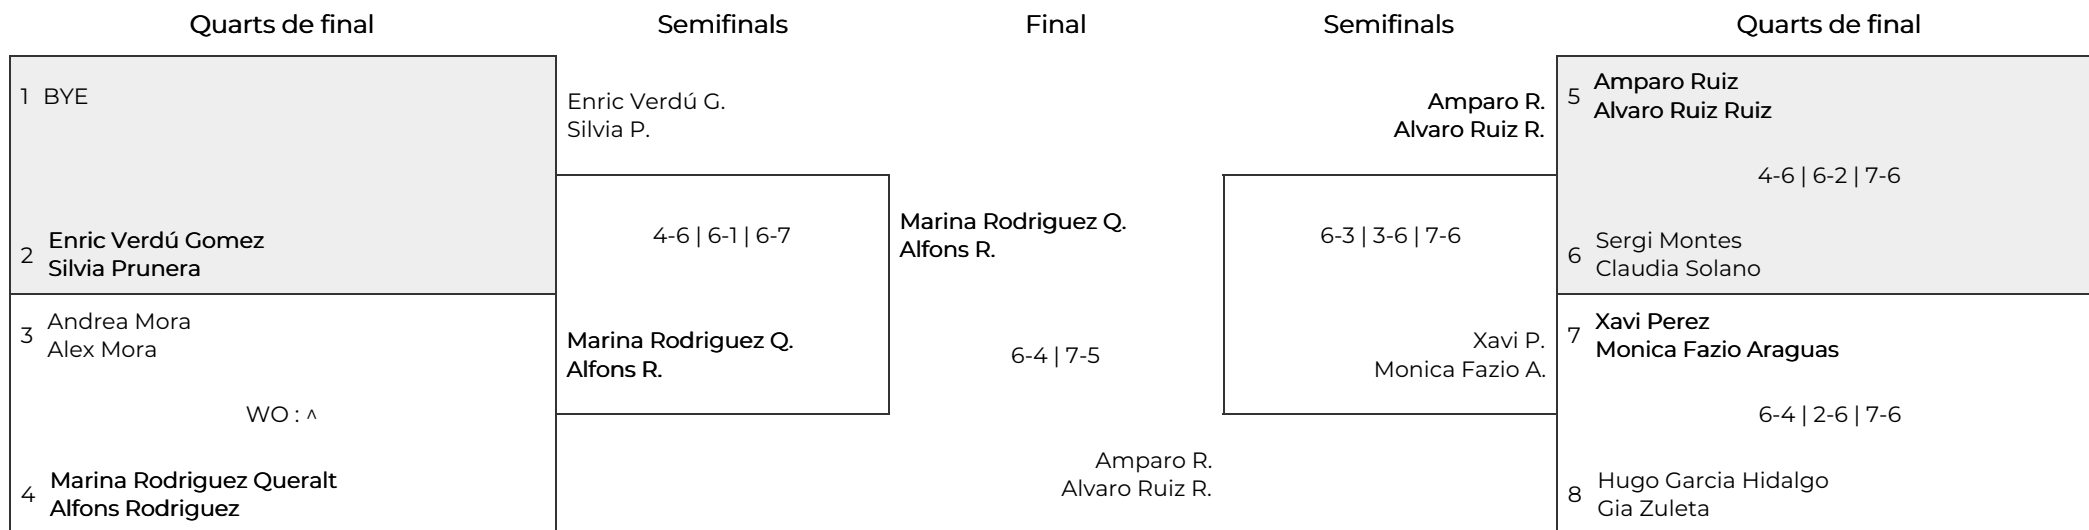 Quarts de final
Semifinals
Final
Semifinals
Quarts de final
1 BYE
2 Enric Verdú Gomez
Silvia Prunera
3 Andrea Mora
Alex Mora
WO : ^
4 Marina Rodriguez Queralt
Alfons Rodriguez
Enric Verdú G.
Silvia P.
4-6 | 6-1 | 6-7
Marina Rodriguez Q.
Alfons R.
Marina Rodriguez Q.
Alfons R.
6-4 | 7-5
Amparo R.
Alvaro Ruiz R.
Amparo R.
Alvaro Ruiz R.
6-3 | 3-6 | 7-6
Xavi P.
Monica Fazio A.
5 Amparo Ruiz
Alvaro Ruiz Ruiz
4-6 | 6-2 | 7-6
6 Sergi Montes
Claudia Solano
7 Xavi Perez
Monica Fazio Araguas
6-4 | 2-6 | 7-6
8 Hugo Garcia Hidalgo
Gia Zuleta